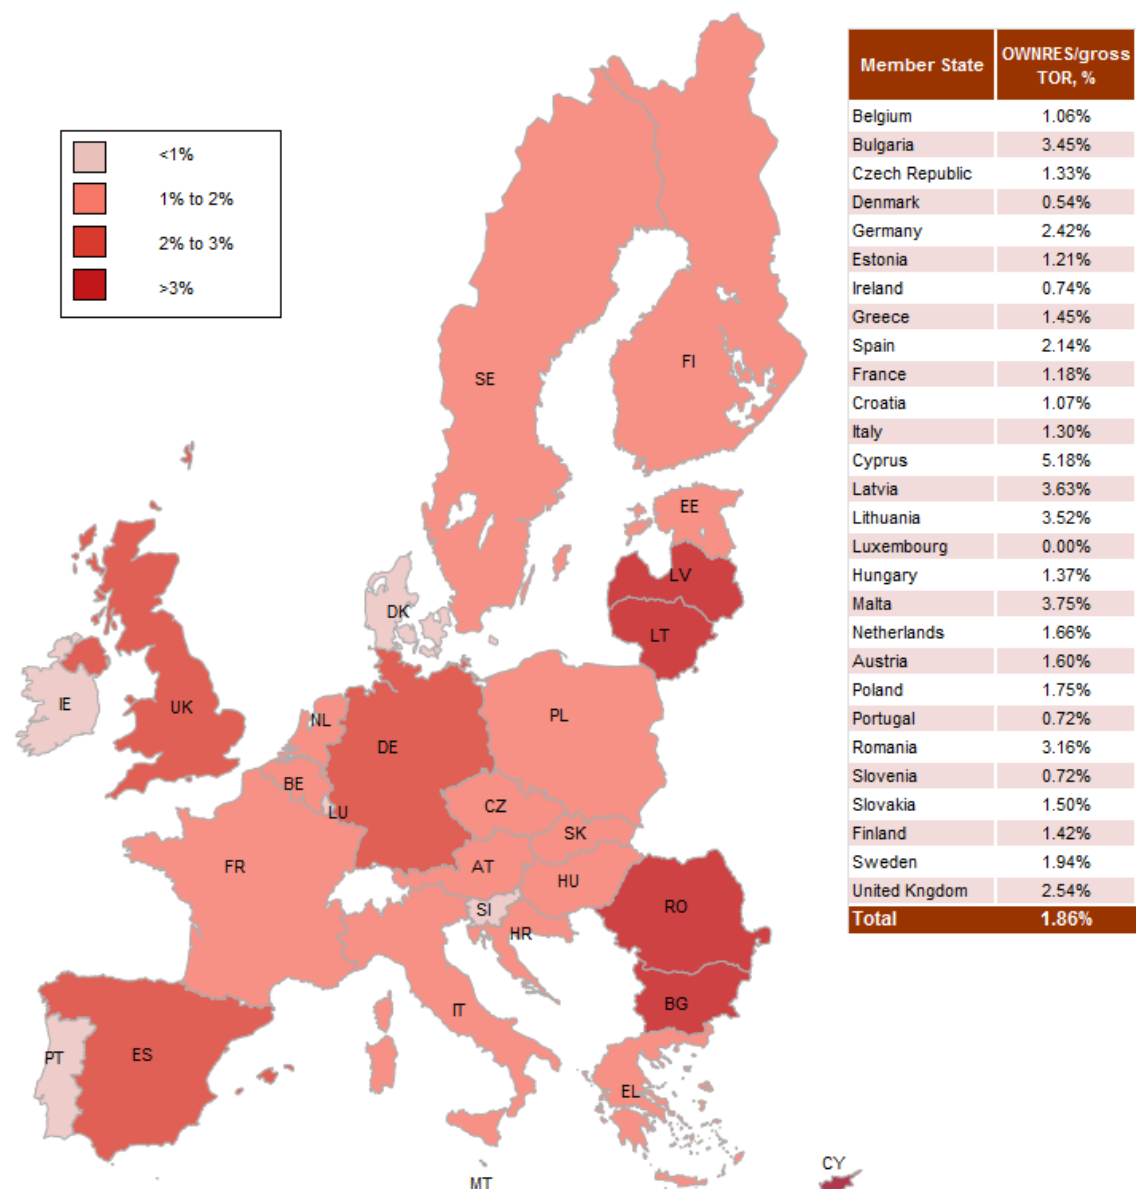 Member State OWNRES/gross TOR, %
Belgium 1.06%
Bulgaria 3.45%
Czech Republic 1.33%
Denmark 0.54%
Germany 2.42%
Estonia 1.21%
Ireland 0.74%
Greece 1.45%
Spain 2.14%
France 1.18%
Croatia 1.07%
Italy 1.30%
Cyprus 5.18%
Latvia 3.63%
Lithuania 3.52%
Luxembourg 0.00%
Hungary 1.37%
Malta 3.75%
Netherlands 1.66%
Austria 1.60%
Poland 1.75%
Portugal 0.72%
Romania 3.16%
Slovenia 0.72%
Slovakia 1.50%
Finland 1.42%
Sweden 1.94%
United Kngdom 2.54%
Total 1.86%
<1%
1% to 2%
2% to 3%
>3%
SE
FI
EE
LV
DK
LT
IE
UK
NL
PL
DE
BE
CZ
LU
SK
FR
AT
HU
SI
RO
HR
BG
IT
PT
ES
EL
CY
MT